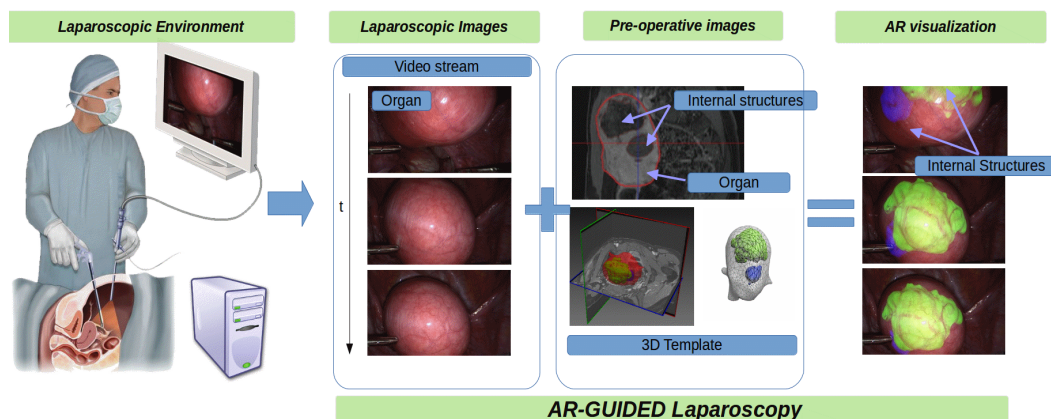 Laparoscopic Environment
Laparoscopic Images
Pre-operative images
AR visualization
Video stream
Organ
Internal structures
Organ
Internal Structures
t
3D Template
AR-GUIDED Laparoscopy